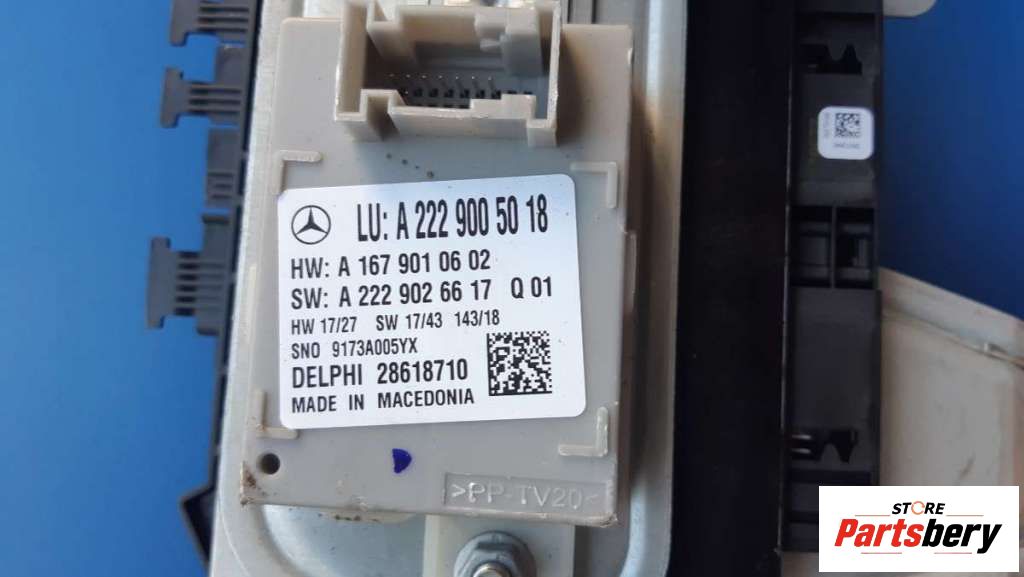 LU: A 222 900 50 18
HW: A 167 901 06 02
SW: A 222 902 66 17 Q 01
HW 17/27 SW 17/43 143/18
SNO 9173A005YX
DELPHI 28618710
MADE IN MACEDONIA
>PP-TV20<
STORE
Partsbery